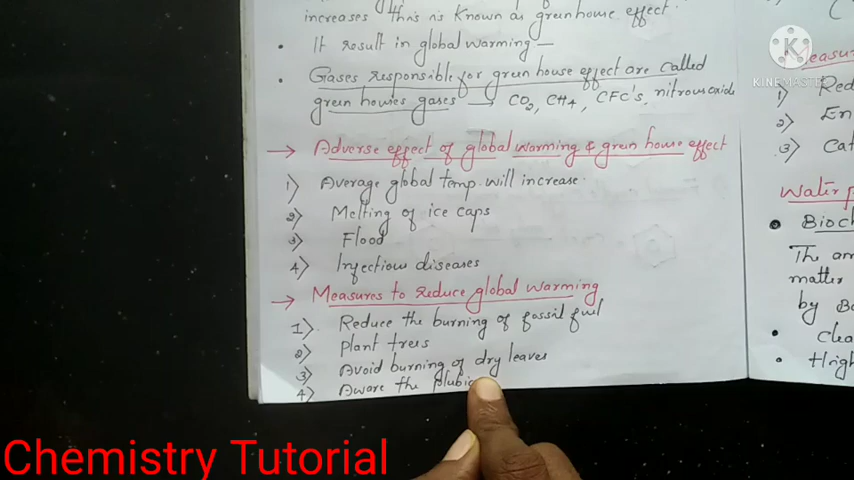 increases this is known as greenhouse effect.
• It result in global warming —
• Gases responsible for green house effect are called
green houses gases → CO2, CH4, CFC's, nitrous oxide
→ Adverse effect of global warming & green house effect
1) Average global temp. will increase.
2) Melting of ice caps
3) Flood
4) Infectious diseases
→ Measures to reduce global warming
1) Reduce the burning of fossil fuel
2) Plant trees
3) Avoid burning of dry leaves
4) Aware the
Measur
1) Red
2) En
3) Cat
Water p
• Bioch
The am
matter
by Ba
• Clea
• High
KINEMASTER
Chemistry Tutorial